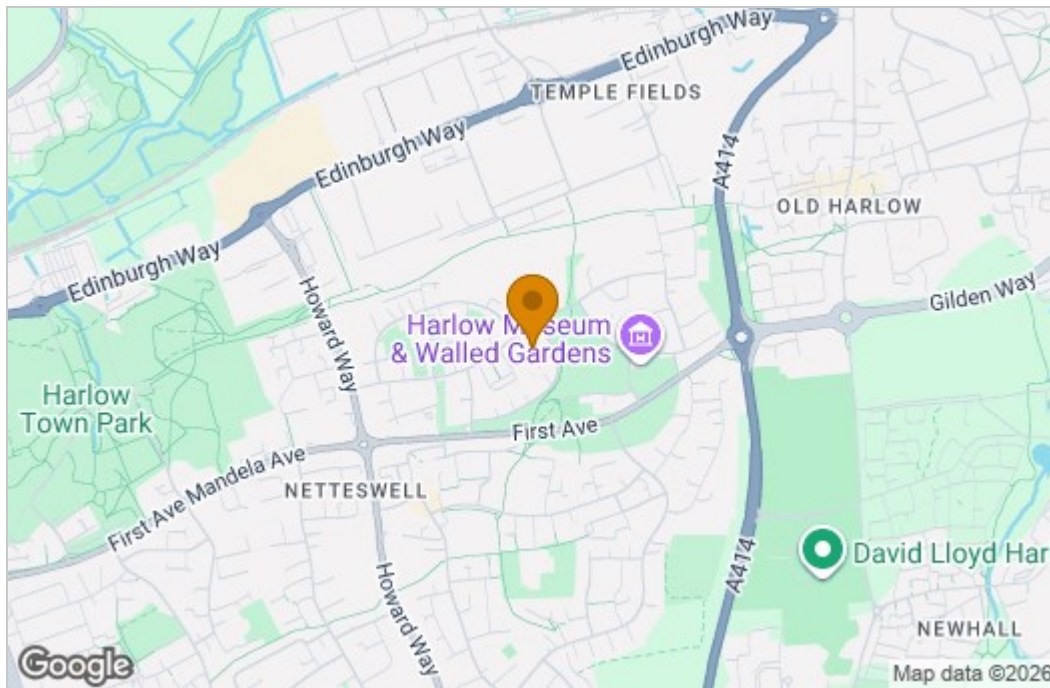 Edinburgh Way
TEMPLE FIELDS
Edinburgh Way
A414
OLD HARLOW
Edinburgh Way
Howard Way
Gilden Way
Harlow Museum
& Walled Gardens
Harlow
Town Park
First Ave
First Ave Mandela Ave
NETTESWELL
A414
David Lloyd Har
Howard Way
NEWHALL
Google
Map data ©2026